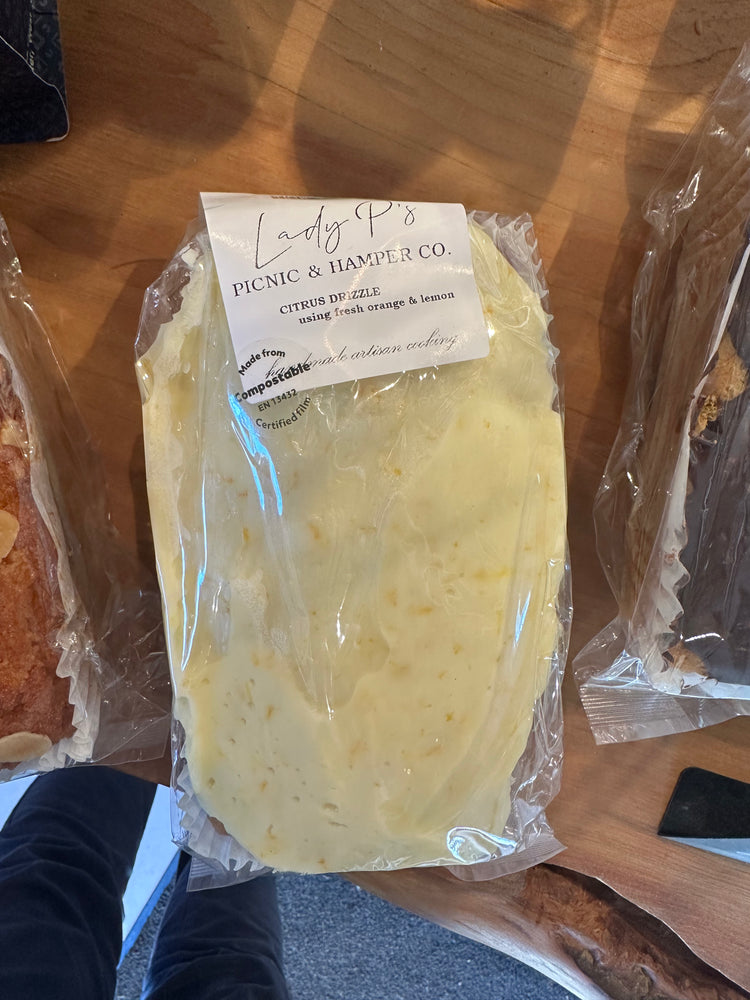 Lady P's
PICNIC & HAMPER CO.
CITRUS DRIZZLE
using fresh orange & lemon
handmade artisan cooking
Made from
Compostable
EN 13432
Certified film